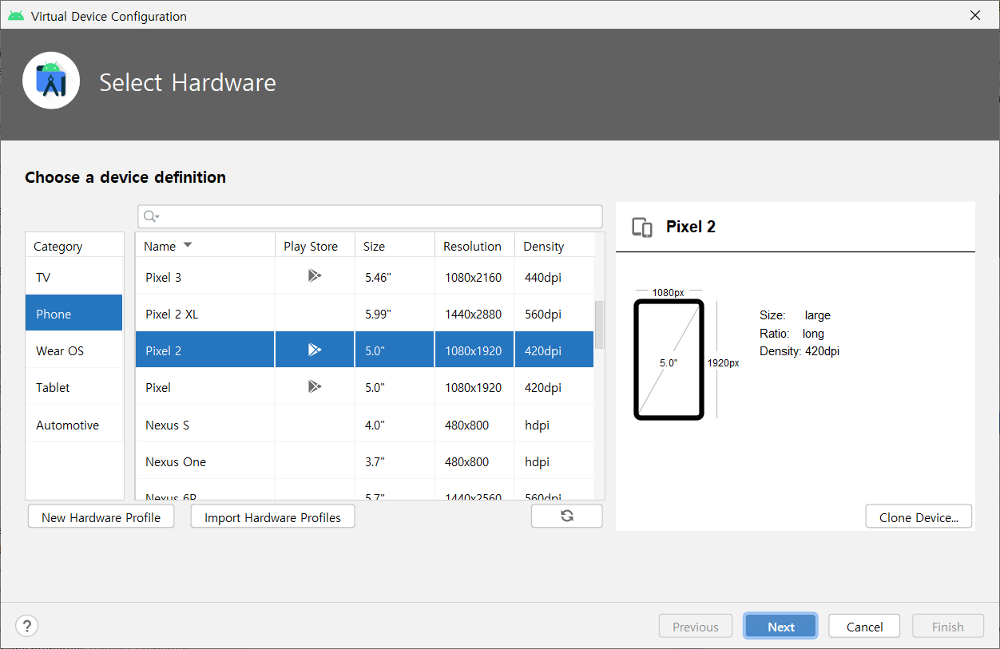 Virtual Device Configuration
Select Hardware
Choose a device definition
Category
TV
Phone
Wear OS
Tablet
Automotive
Name Play Store Size Resolution Density
Pixel 3 5.46" 1080x2160 440dpi
Pixel 2 XL 5.99" 1440x2880 560dpi
Pixel 2 5.0" 1080x1920 420dpi
Pixel 5.0" 1080x1920 420dpi
Nexus S 4.0" 480x800 hdpi
Nexus One 3.7" 480x800 hdpi
Nexus 6P 5.7" 1440x2560 560dpi
New Hardware Profile Import Hardware Profiles
Pixel 2
1080px
5.0"
1920px
Size: large
Ratio: long
Density: 420dpi
Clone Device...
? Previous Next Cancel Finish